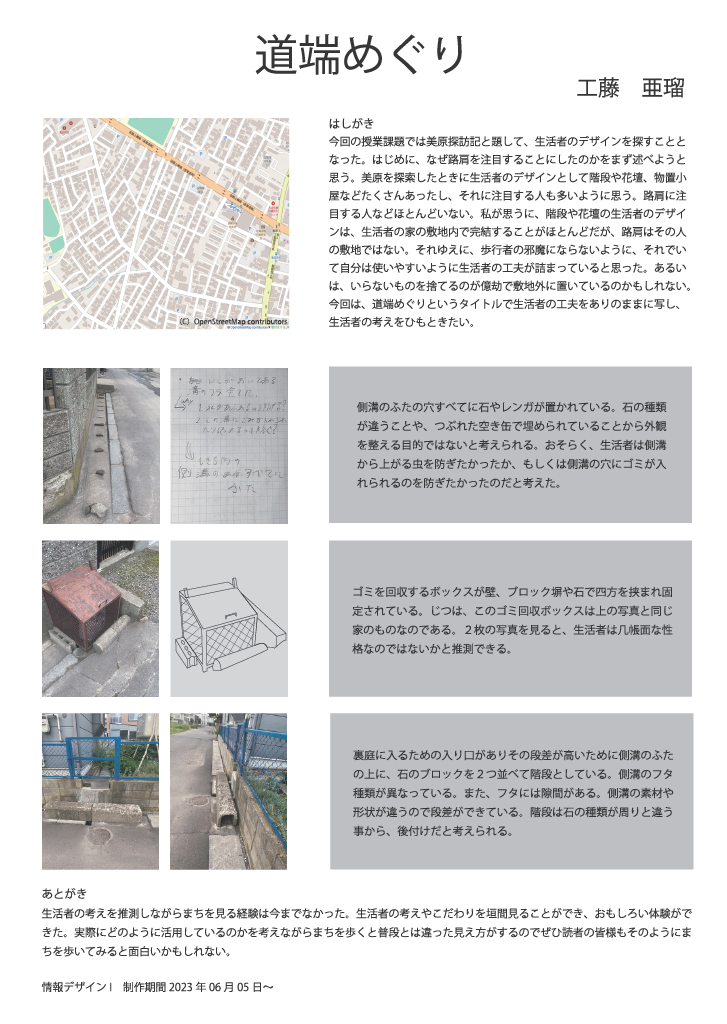 道端めぐり
工藤　亜瑠
はしがき
今回の授業課題では美原探訪記と題して、生活者のデザインを探すことと
なった。はじめに、なぜ路肩を注目することにしたのかをまず述べようと
思う。美原を探索したときに生活者のデザインとして階段や花壇、物置小
屋などたくさんあったし、それに注目する人も多いように思う。路肩に注
目する人などほとんどいない。私が思うに、階段や花壇の生活者のデザイ
ンは、生活者の家の敷地内で完結することがほとんどだが、路肩はその人
の敷地ではない。それゆえに、歩行者の邪魔にならないように、それでい
て自分は使いやすいように生活者の工夫が詰まっていると思った。あるい
は、いらないものを捨てるのが億劫で敷地外に置いているのかもしれない。
今回は、道端めぐりというタイトルで生活者の工夫をありのままに写し、
生活者の考えをひもときたい。
(C) OpenStreetMap contributors
側溝のふたの穴すべてに石やレンガが置かれている。石の種類
が違うことや、つぶれた空き缶で埋められていることから外観
を整える目的ではないと考えられる。おそらく、生活者は側溝
から上がる虫を防ぎたかったか、もしくは側溝の穴にゴミが入
れられるのを防ぎたかったのだと考えた。
ゴミを回収するボックスが壁、ブロック塀や石で四方を挟まれ固
定されている。じつは、このゴミ回収ボックスは上の写真と同じ
家のものなのである。２枚の写真を見ると、生活者は几帳面な性
格なのではないかと推測できる。
裏庭に入るための入り口がありその段差が高いために側溝のふた
の上に、石のブロックを２つ並べて階段としている。側溝のフタ
種類が異なっている。また、フタには隙間がある。側溝の素材や
形状が違うので段差ができている。階段は石の種類が周りと違う
事から、後付けだと考えられる。
あとがき
生活者の考えを推測しながらまちを見る経験は今までなかった。生活者の考えやこだわりを垣間見ることができ、おもしろい体験がで
きた。実際にどのように活用しているのかを考えながらまちを歩くと普段とは違った見え方がするのでぜひ読者の皆様もそのようにま
ちを歩いてみると面白いかもしれない。
情報デザインⅠ　制作期間 2023 年 06 月 05 日〜